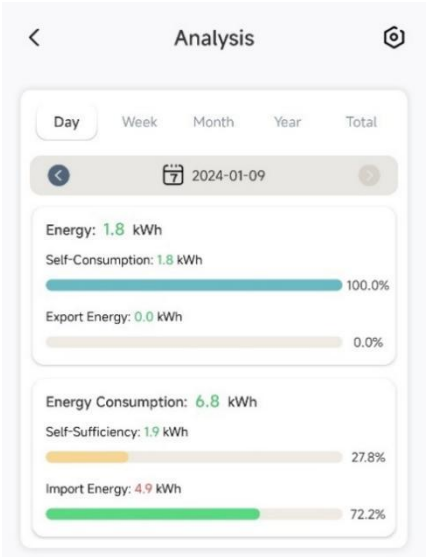 Analysis
Day Week Month Year Total
7 2024-01-09
Energy: 1.8 kWh
Self-Consumption: 1.8 kWh
100.0%
Export Energy: 0.0 kWh
0.0%
Energy Consumption: 6.8 kWh
Self-Sufficiency: 1.9 kWh
27.8%
Import Energy: 4.9 kWh
72.2%